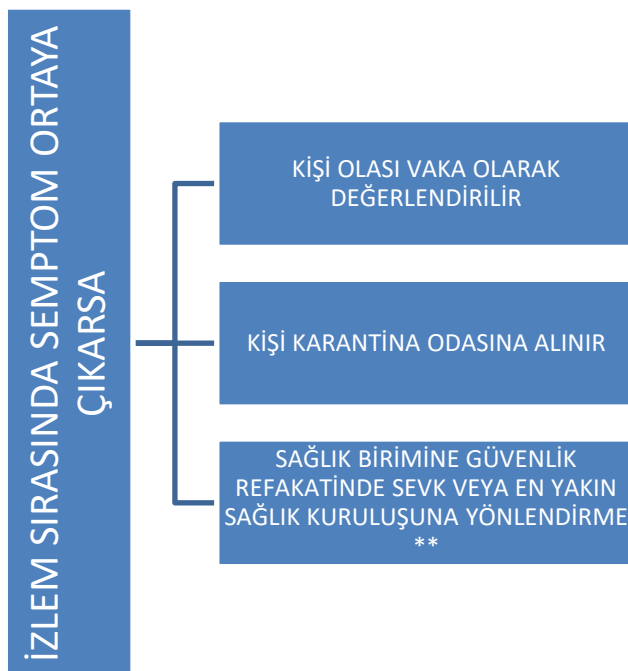 İZLEM SIRASINDA SEMPTOM ORTAYA
ÇIKARSA
KİŞİ OLASI VAKA OLARAK
DEĞERLENDİRİLİR
KİŞİ KARANTİNA ODASINA ALINIR
SAĞLIK BİRİMİNE GÜVENLİK
REFAKATİNDE SEVK VEYA EN YAKIN
SAĞLIK KURULUŞUNA YÖNLENDİRME
**